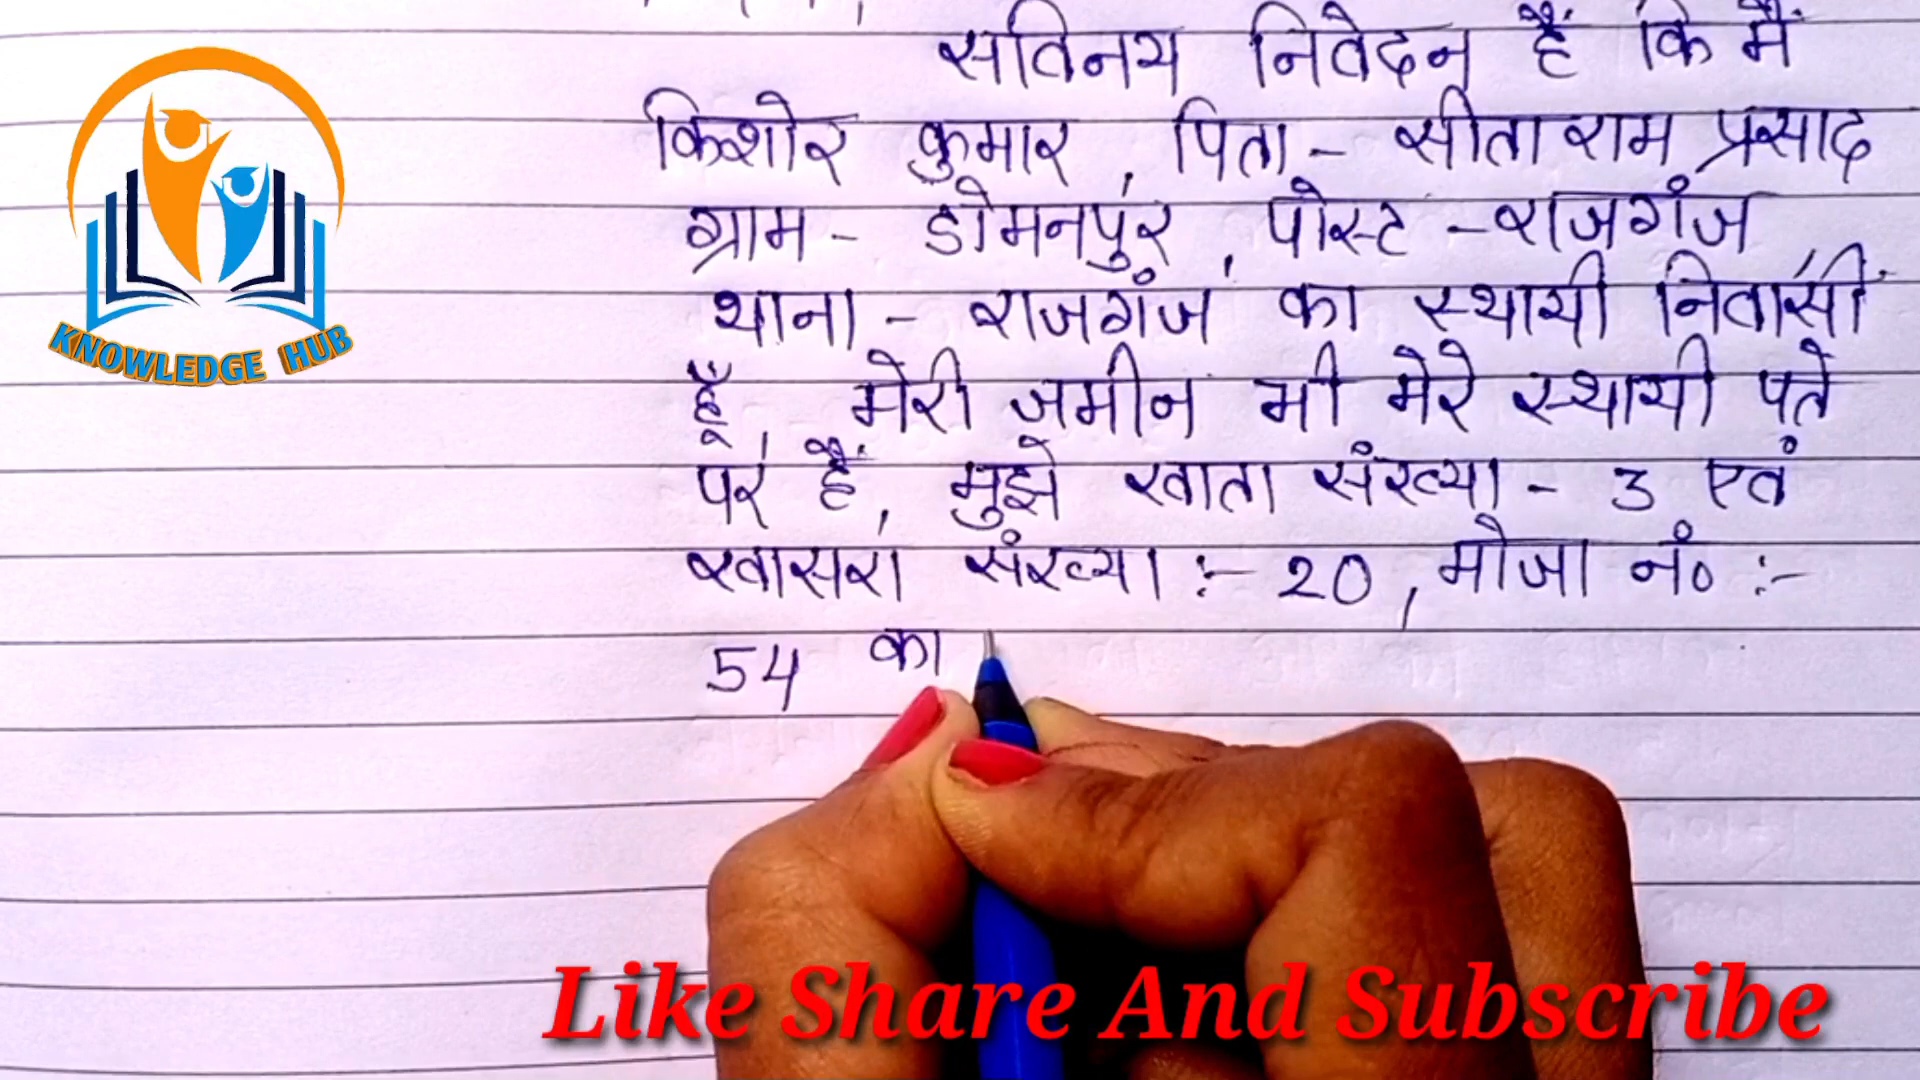 सविनय निवेदन हैं कि मैं
किशोर कुमार, पिता - सीताराम प्रसाद
ग्राम - डोमनपुर, पोस्ट - राजगंज
थाना - राजगंज का स्थायी निवासी
हूँ, मेरी जमीन भी मेरे स्थायी पते
पर हैं, मुझे खाता संख्या - 3 एवं
खासरा संख्या :- 20, मोजा नं० :-
54 का
KNOWLEDGE HUB
Like Share And Subscribe